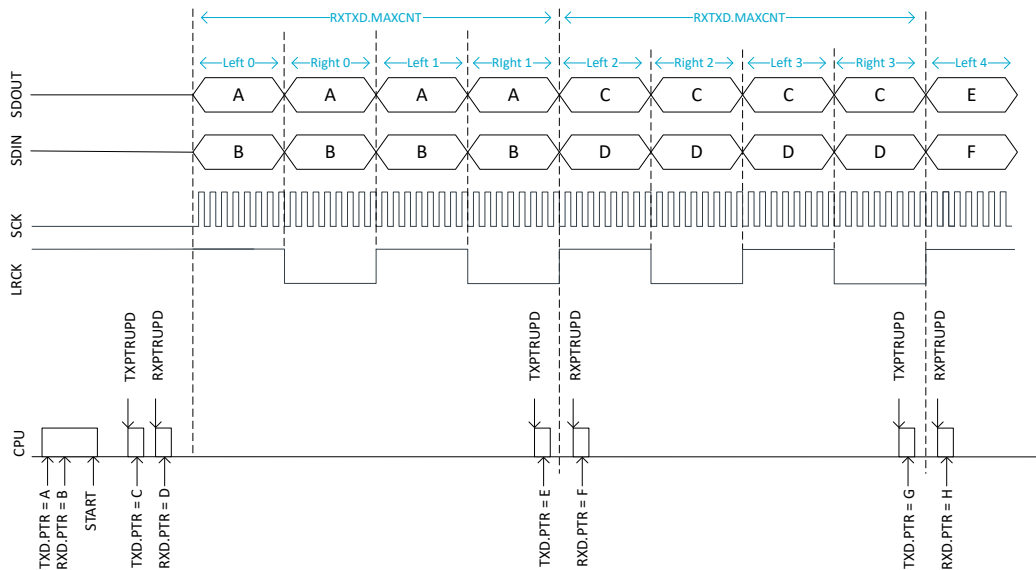 RXTXD.MAXCNT
RXTXD.MAXCNT
Left 0
Right 0
Left 1
RIght 1
Left 2
Right 2
Left 3
Right 3
Left 4
SDOUT
A
A
A
A
C
C
C
C
E
SDIN
B
B
B
B
D
D
D
D
F
SCK
LRCK
TXPTRUPD
RXPTRUPD
TXPTRUPD
RXPTRUPD
TXPTRUPD
RXPTRUPD
CPU
TXD.PTR = A
RXD.PTR = B
START
TXD.PTR = C
RXD.PTR = D
TXD.PTR = E
RXD.PTR = F
TXD.PTR = G
RXD.PTR = H